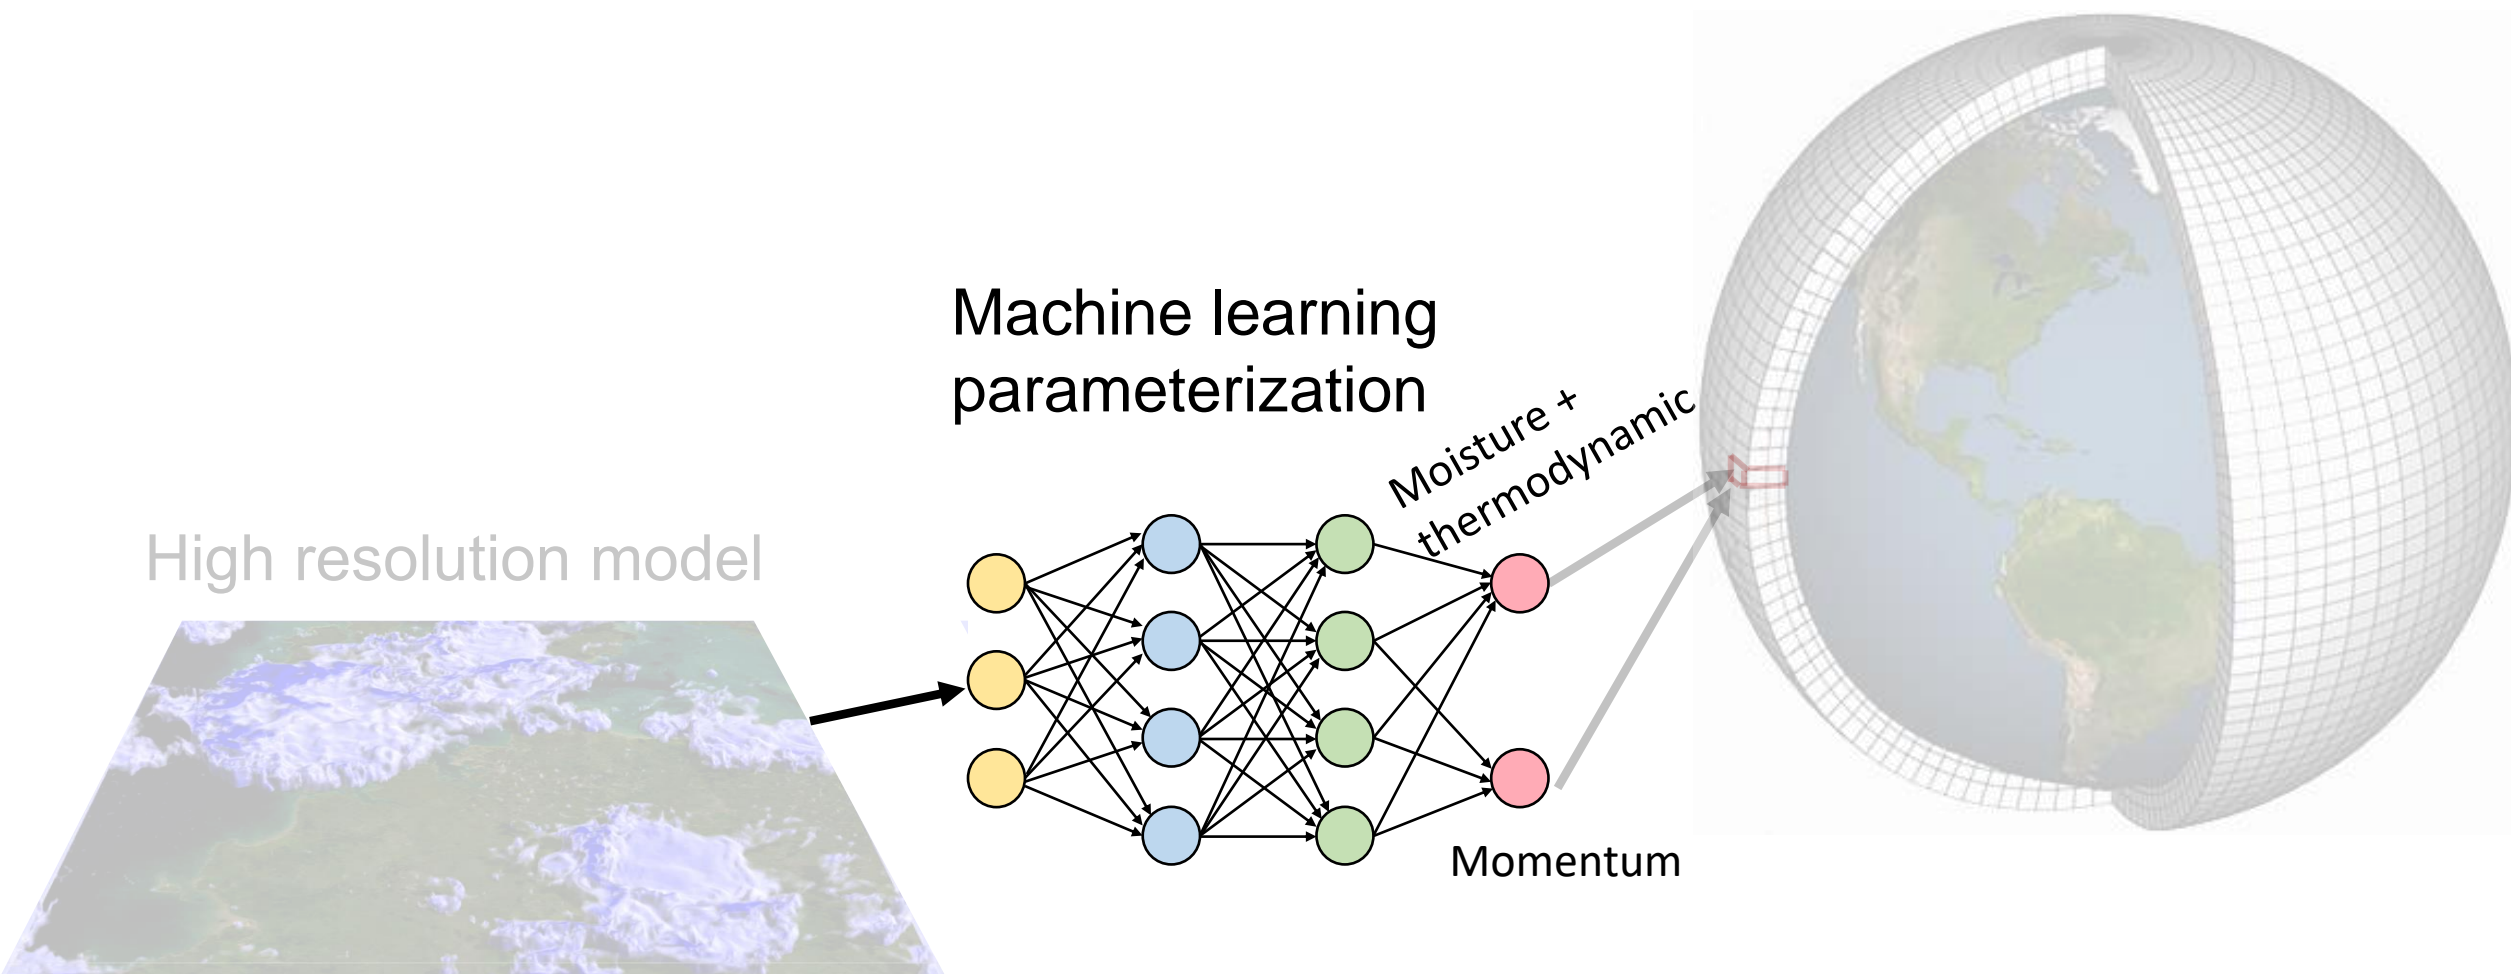 Machine learning
parameterization
Moisture +
thermodynamic
High resolution model
Momentum